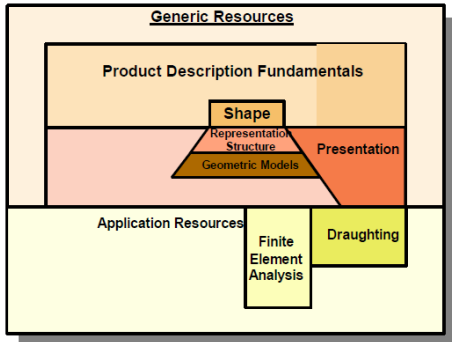 Generic Resources
Product Description Fundamentals
Shape
Representation
Structure
Presentation
Geometric Models
Application Resources
Finite
Element
Analysis
Draughting